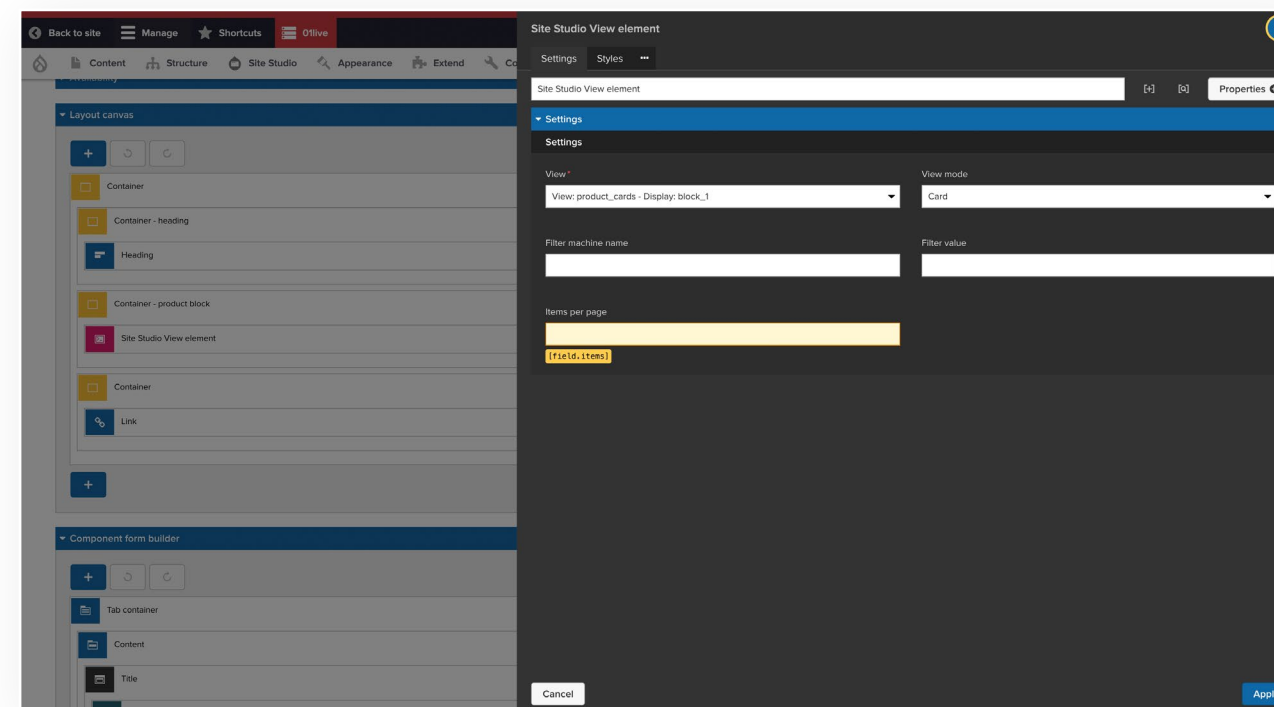 Back to site Manage Shortcuts 01live
Content Structure Site Studio Appearance Extend Co
Availability
Layout canvas
Container
Container - heading
Heading
Container - product block
Site Studio View element
Container
Link
Component form builder
Tab container
Content
Title
Site Studio View element
Settings Styles
Site Studio View element
Properties
Settings
Settings
View*
View mode
View: product_cards - Display: block_1
Card
Filter machine name
Filter value
Items per page
[field.items]
Cancel
Appl